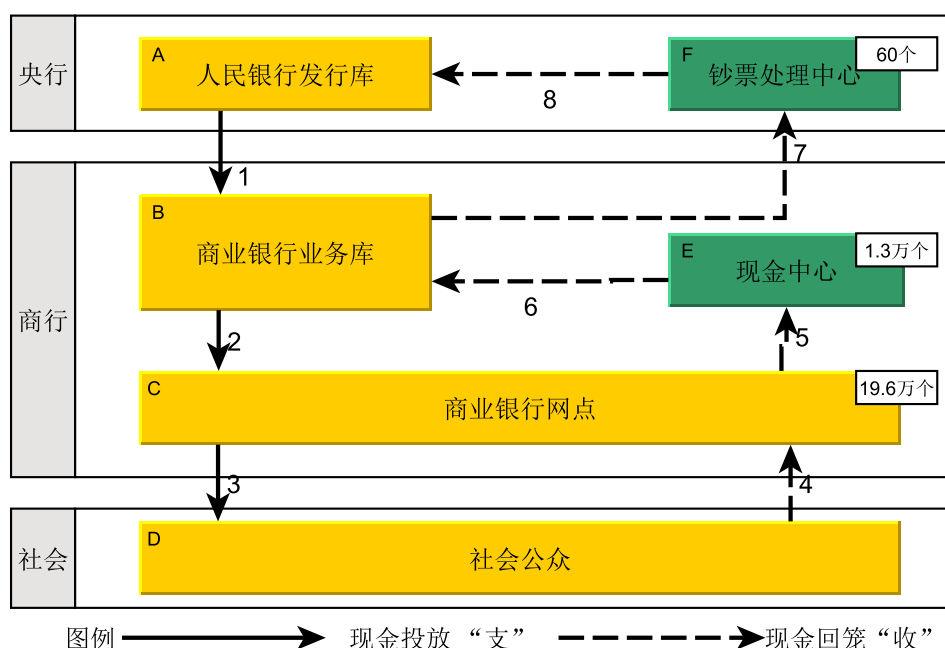 央行
A
人民银行发行库
F
钞票处理中心
60个
8
1
7
商行
B
商业银行业务库
E
现金中心
1.3万个
6
2
5
C
商业银行网点
19.6万个
3
4
社会
D
社会公众
图例 现金投放“支” 现金回笼“收”